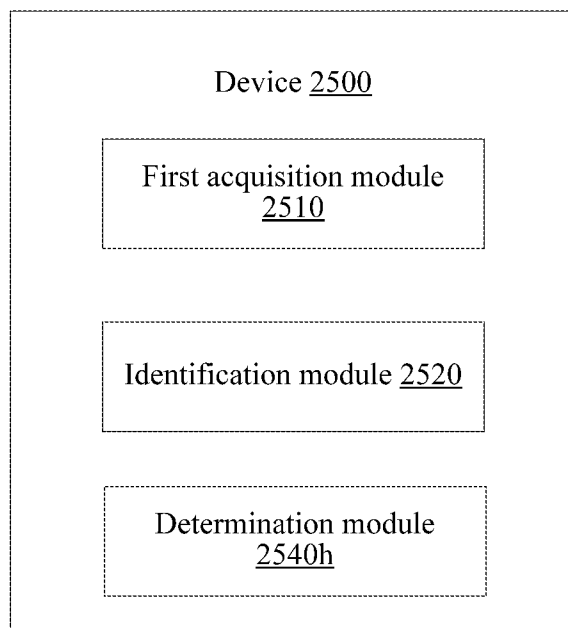 Device 2500
First acquisition module
2510
Identification module 2520
Determination module
2540h